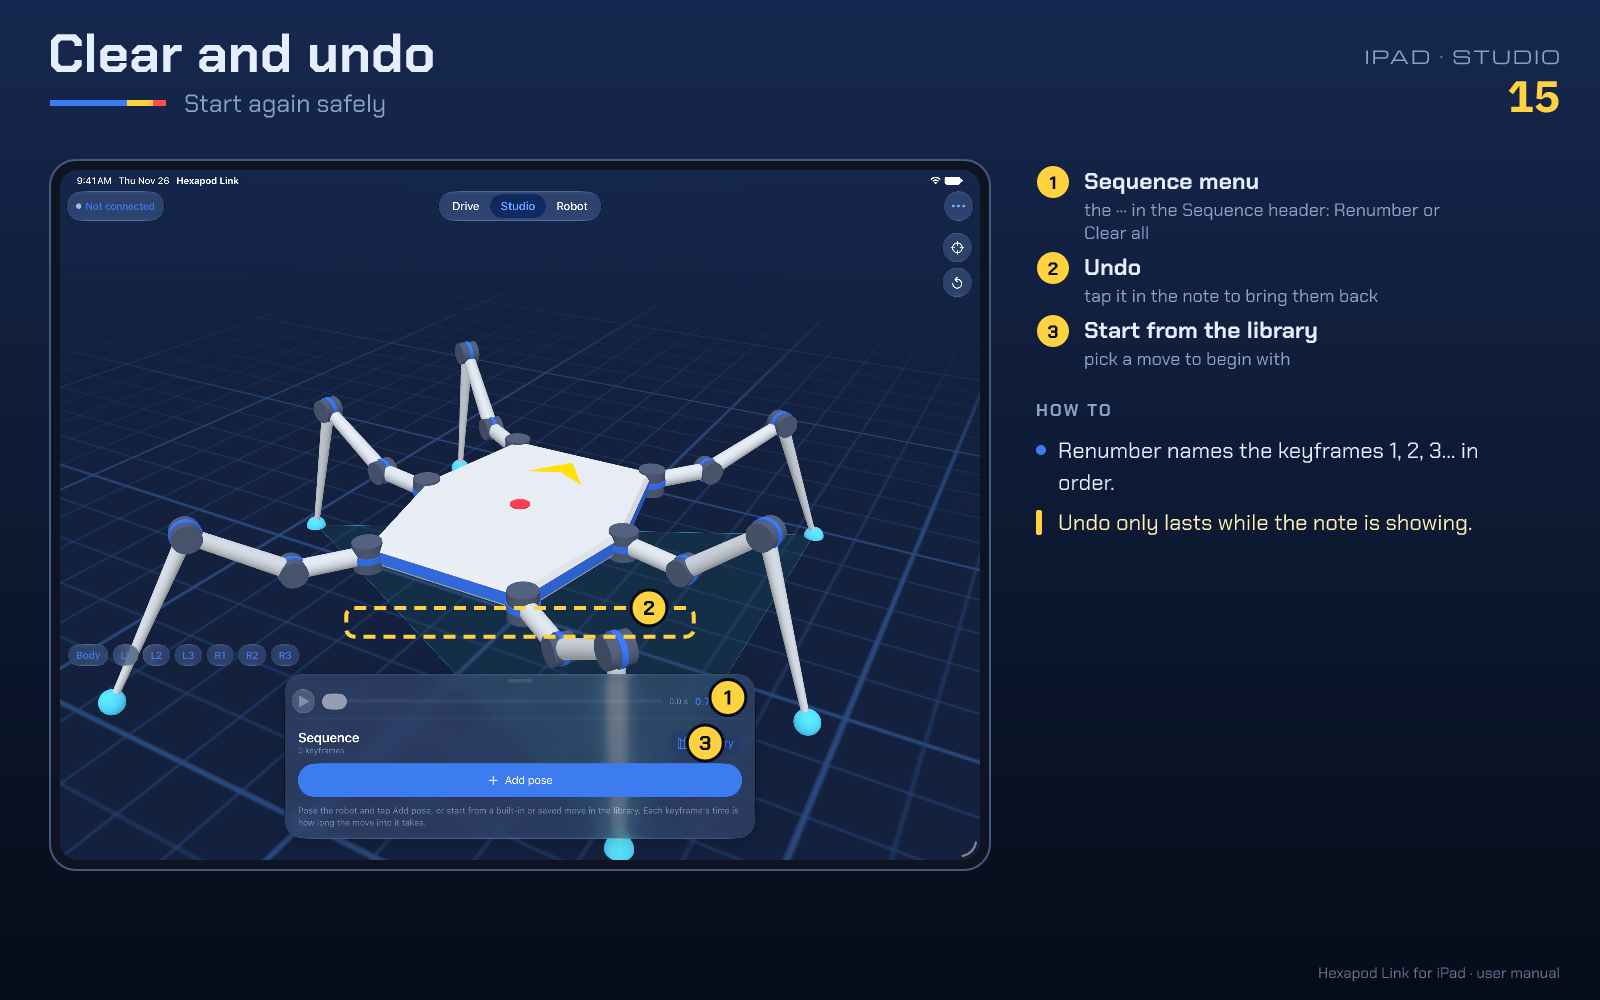 Clear and undo
Start again safely
IPAD · STUDIO
15
9:41 AM Thu Nov 26 Hexapod Link
Not connected
Drive Studio Robot
···
Body L1 L2 L3 R1 R2 R3
2
1
0.0 s
Sequence
0 keyframes
3
+ Add pose
Pose the robot and tap Add pose, or start from a built-in or saved move in the library. Each keyframe's time is
how long the move into it takes.
1 Sequence menu
the ··· in the Sequence header: Renumber or
Clear all
2 Undo
tap it in the note to bring them back
3 Start from the library
pick a move to begin with
HOW TO
Renumber names the keyframes 1, 2, 3... in
order.
Undo only lasts while the note is showing.
Hexapod Link for iPad · user manual